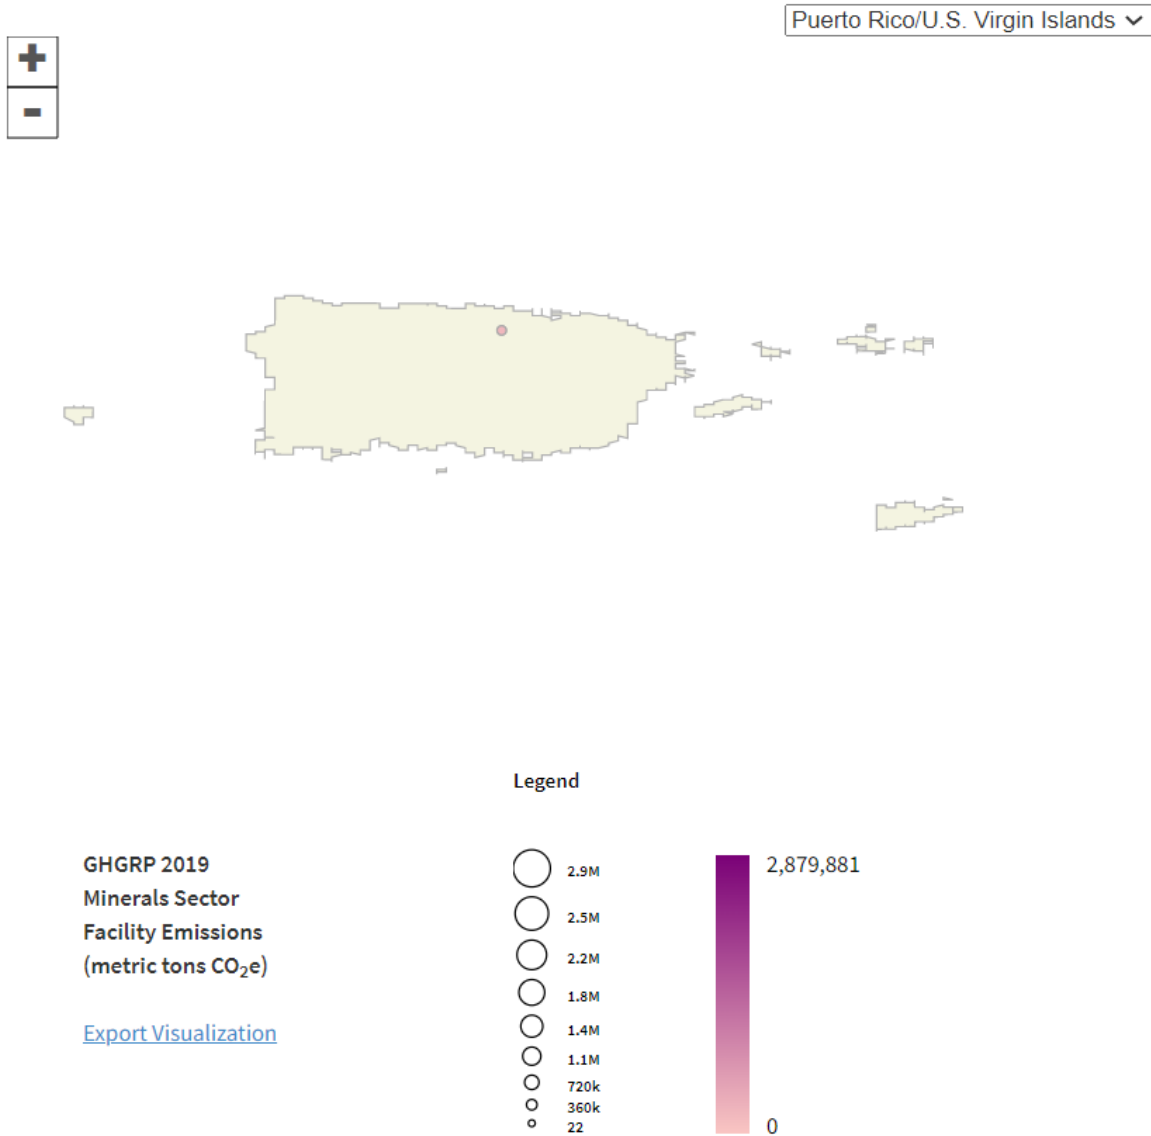 Puerto Rico/U.S. Virgin Islands
+
-
Legend
GHGRP 2019
Minerals Sector
Facility Emissions
(metric tons CO₂e)
Export Visualization
2.9M
2.5M
2.2M
1.8M
1.4M
1.1M
720k
360k
22
2,879,881
0